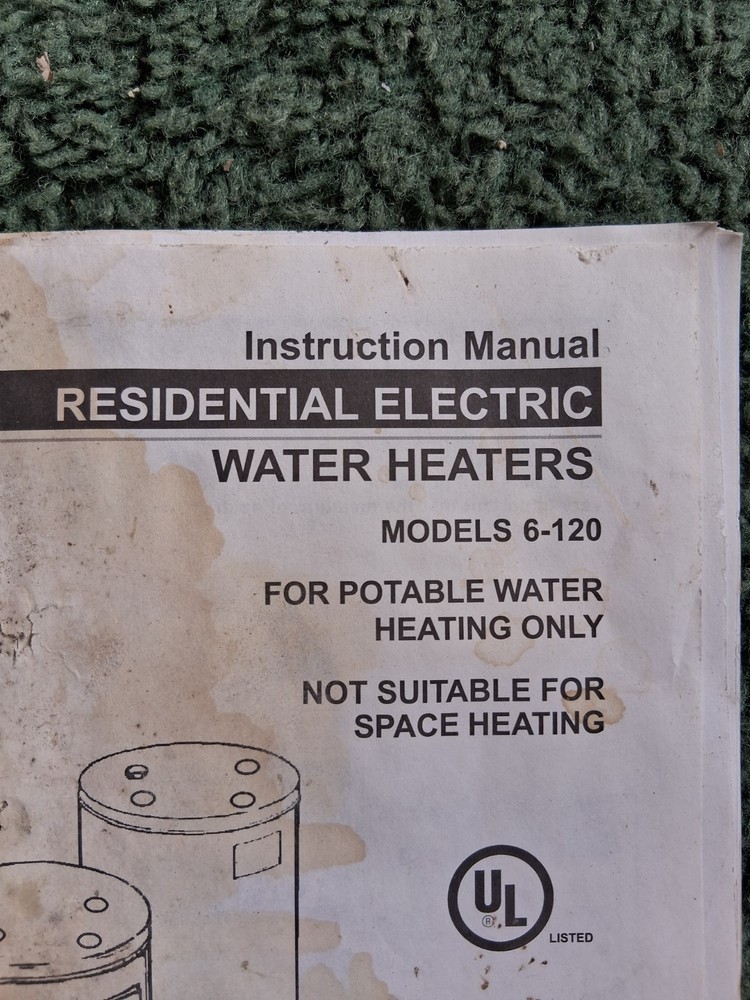 Instruction Manual
RESIDENTIAL ELECTRIC
WATER HEATERS
MODELS 6-120
FOR POTABLE WATER
HEATING ONLY
NOT SUITABLE FOR
SPACE HEATING
UL
®
LISTED